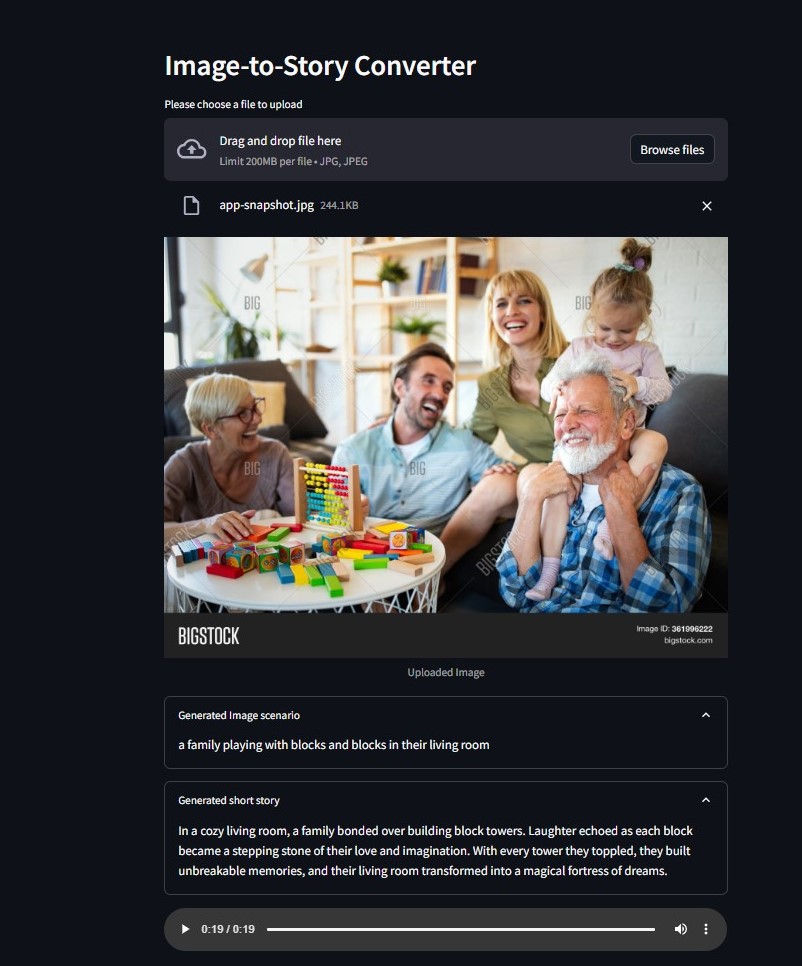 Image-to-Story Converter
Please choose a file to upload
Drag and drop file here
Limit 200MB per file • JPG, JPEG
Browse files
app-snapshot.jpg 244.1KB
BIG
BIG
BIG
BIG
BIGSTOCK
BIGSTOCK
Image ID: 361996222
bigstock.com
Uploaded Image
Generated Image scenario
a family playing with blocks and blocks in their living room
Generated short story
In a cozy living room, a family bonded over building block towers. Laughter echoed as each block
became a stepping stone of their love and imagination. With every tower they toppled, they built
unbreakable memories, and their living room transformed into a magical fortress of dreams.
0:19 / 0:19